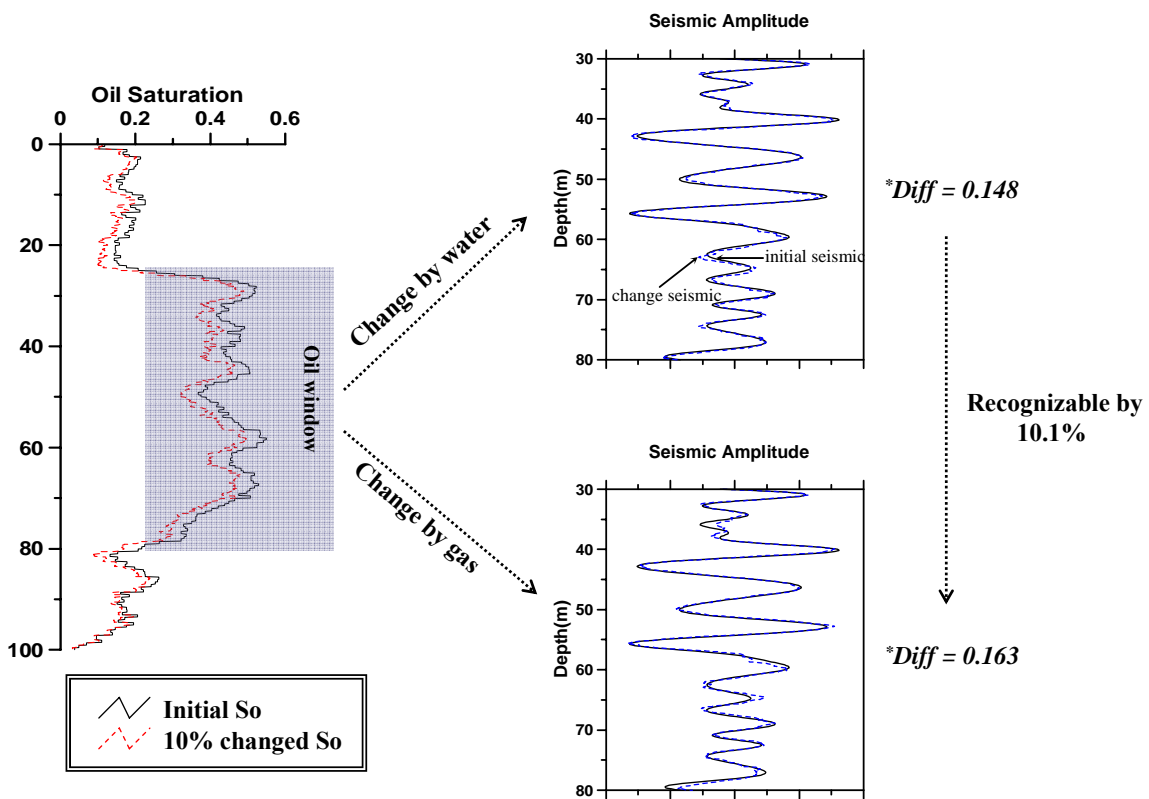 Oil Saturation
0 0.2 0.4 0.6
0
20
40
60
80
100
Oil window
Initial So
10% changed So
Change by water
Change by gas
Seismic Amplitude
30
40
50
60
70
80
Depth(m)
initial seismic
change seismic
*Diff = 0.148
Recognizable by
10.1%
Seismic Amplitude
30
40
50
60
70
80
Depth(m)
*Diff = 0.163